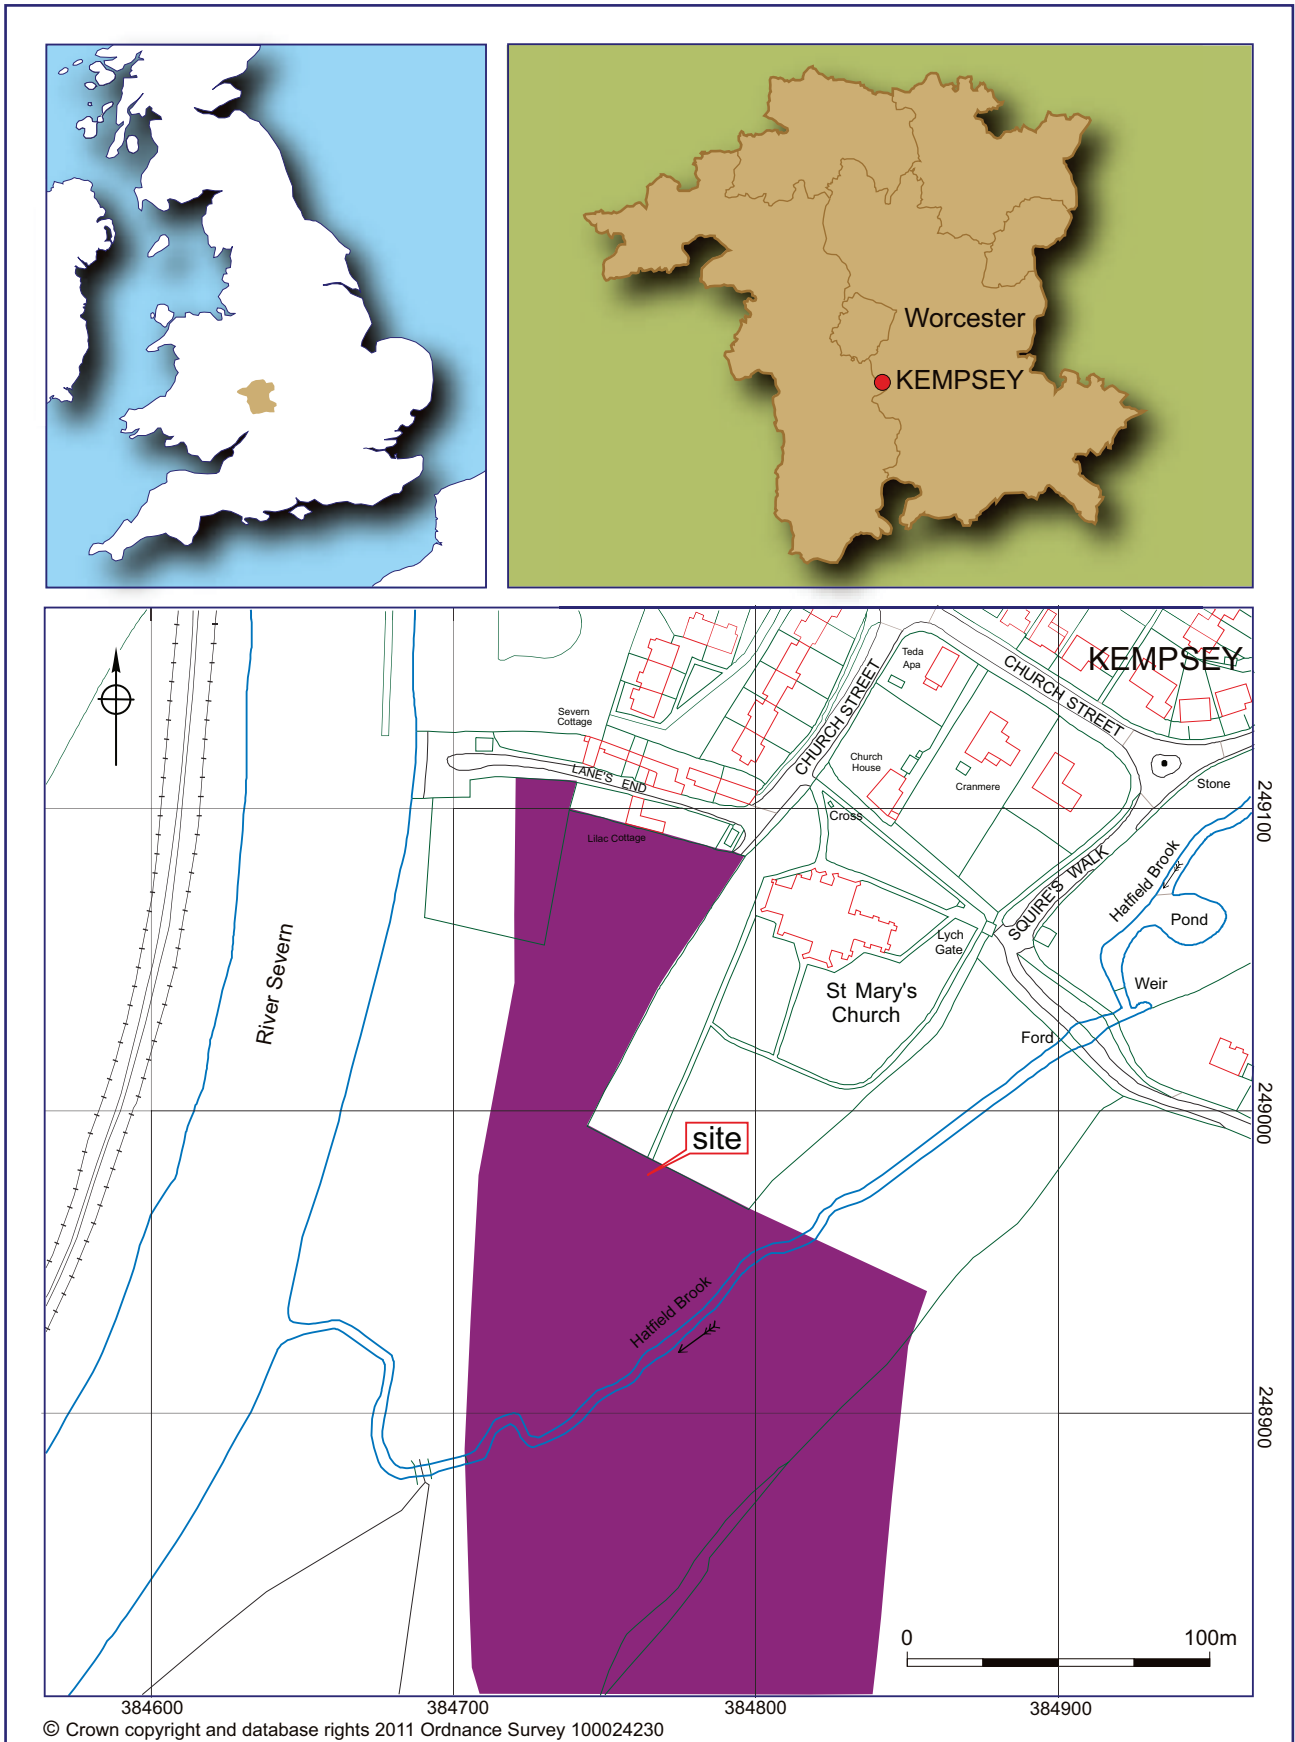 Worcester
KEMPSEY
KEMPSEY
Teda
Apa
CHURCH STREET
CHURCH STREET
Severn
Cottage
LANE'S END
Church
House
Cranmere
Stone
249100
Cross
Lilac Cottage
SQUIRE'S WALK
Hatfield Brook
Pond
Lych
Gate
River Severn
St Mary's
Church
Weir
Ford
249000
site
Hatfield Brook
248900
0
100m
384600
384700
384800
384900
© Crown copyright and database rights 2011 Ordnance Survey 100024230